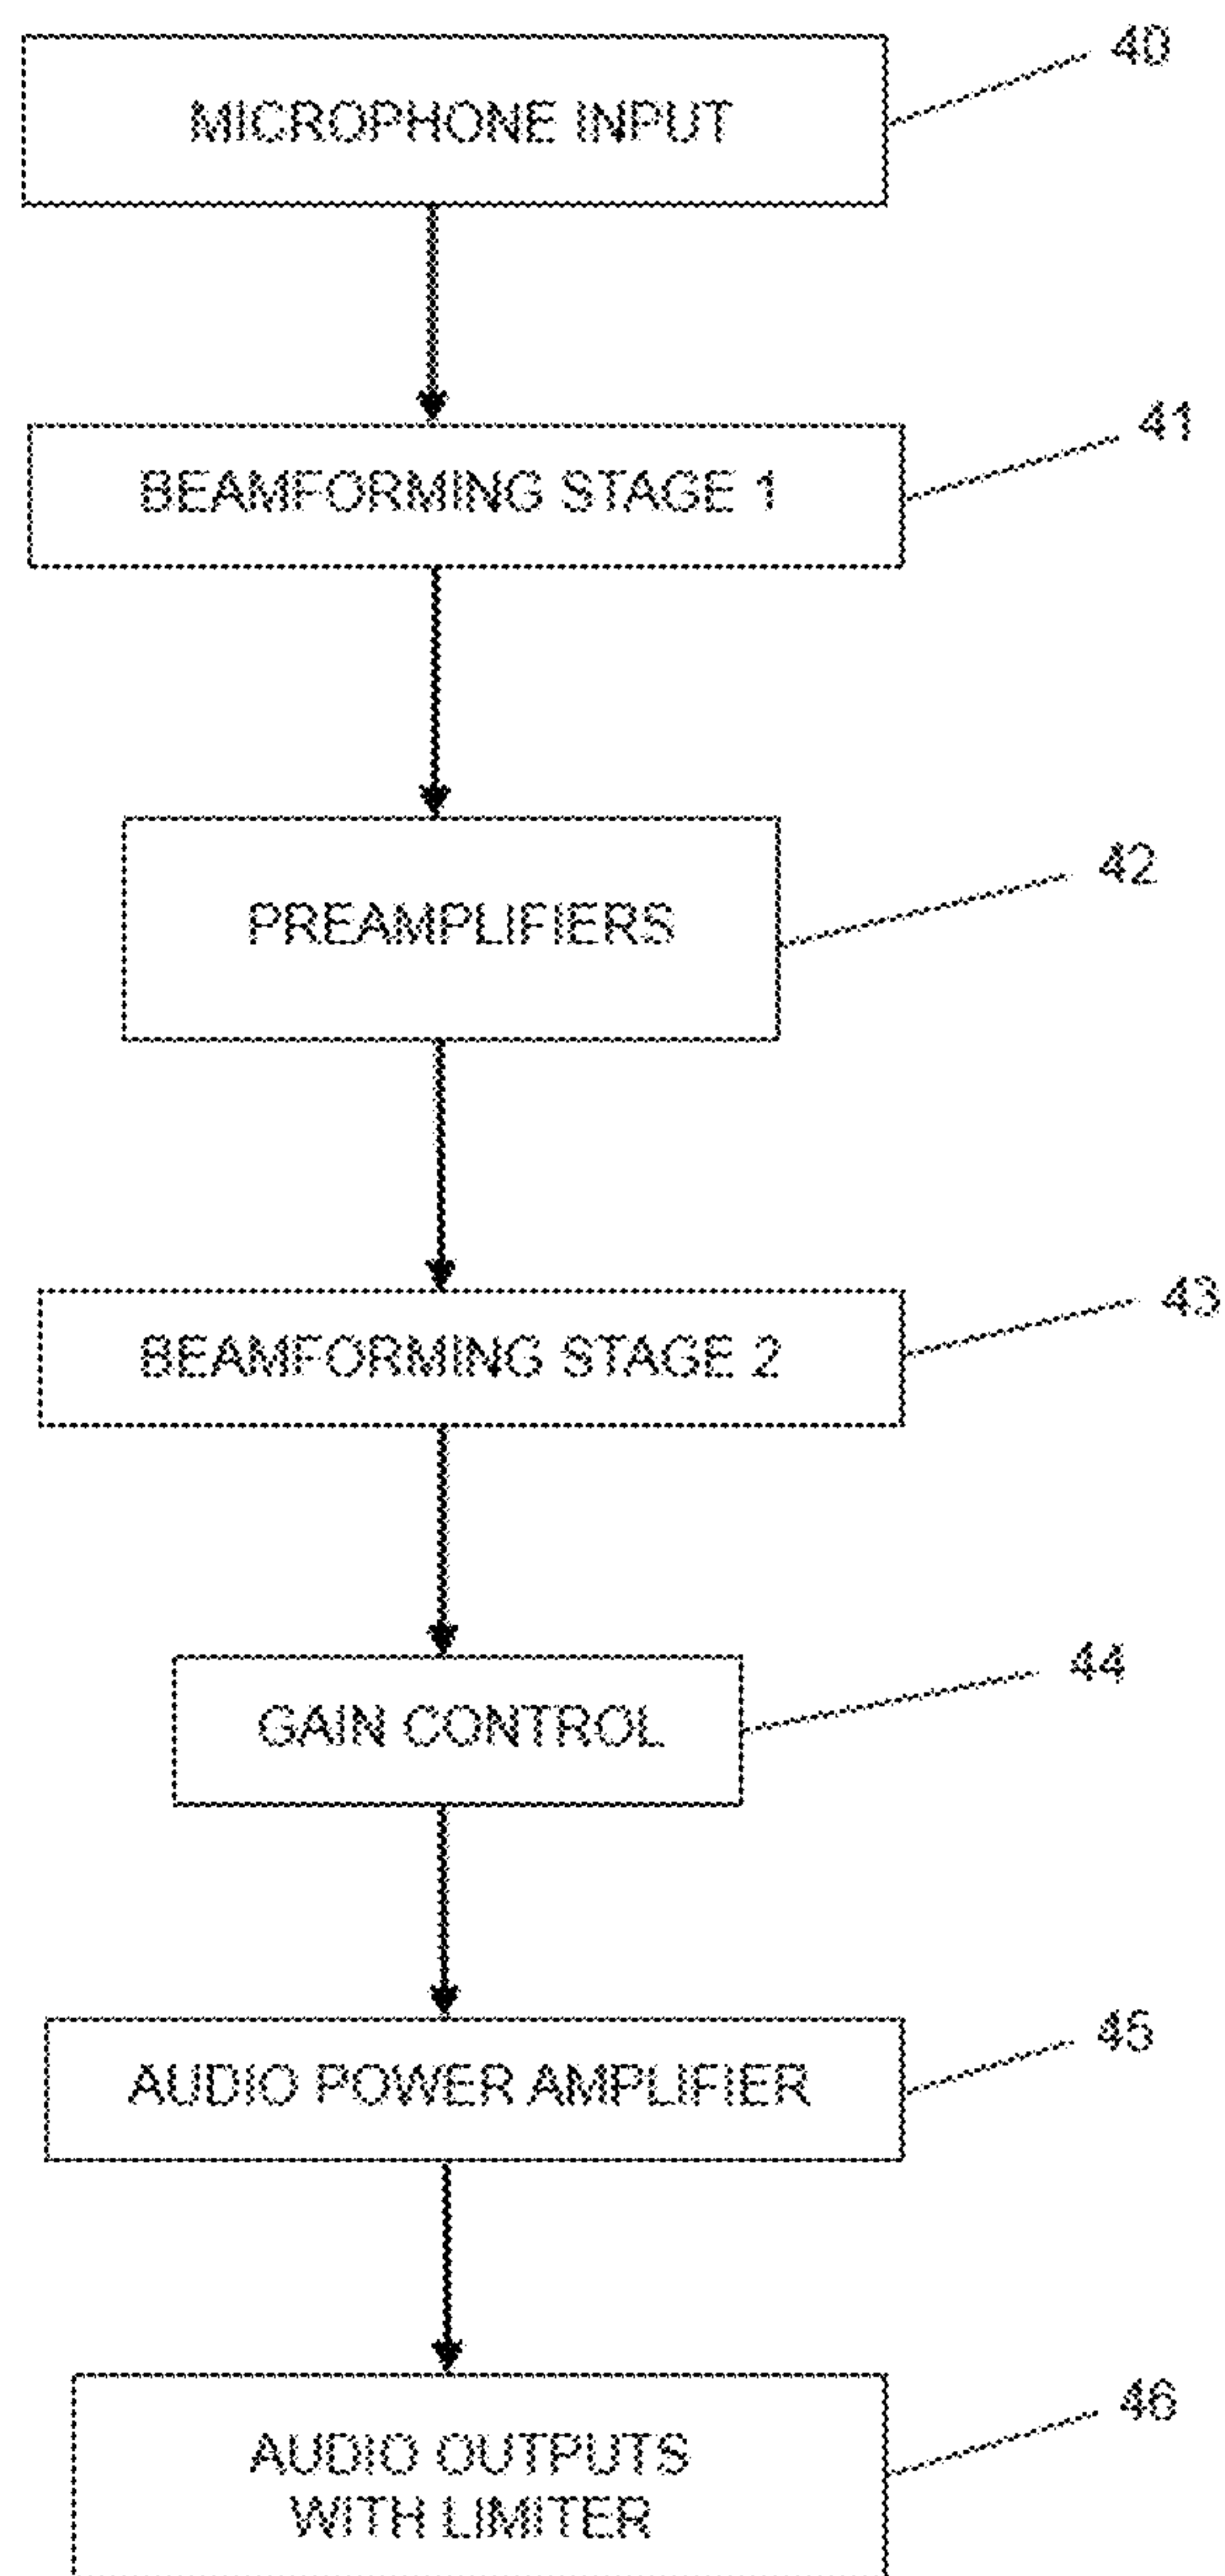 40
MICROPHONE INPUT
41
BEAMFORMING STAGE 1
42
PREAMPLIFIERS
43
BEAMFORMING STAGE 2
44
GAIN CONTROL
45
AUDIO POWER AMPLIFIER
46
AUDIO OUTPUTS
WITH LIMITER